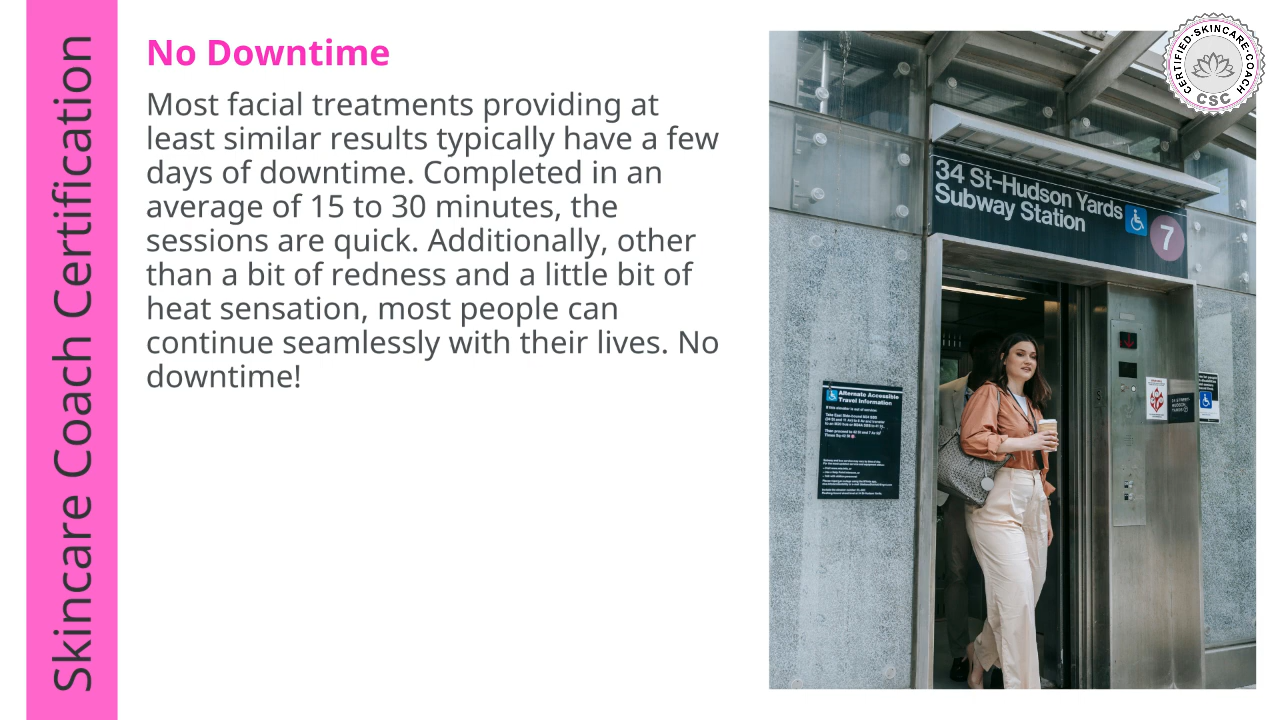 Skincare Coach Certification
No Downtime
Most facial treatments providing at
least similar results typically have a few
days of downtime. Completed in an
average of 15 to 30 minutes, the
sessions are quick. Additionally, other
than a bit of redness and a little bit of
heat sensation, most people can
continue seamlessly with their lives. No
downtime!
CERTIFIED-SKINCARE-COACH
CSC
34 St-Hudson Yards
Subway Station
7
Alternate Accessible
Travel Information